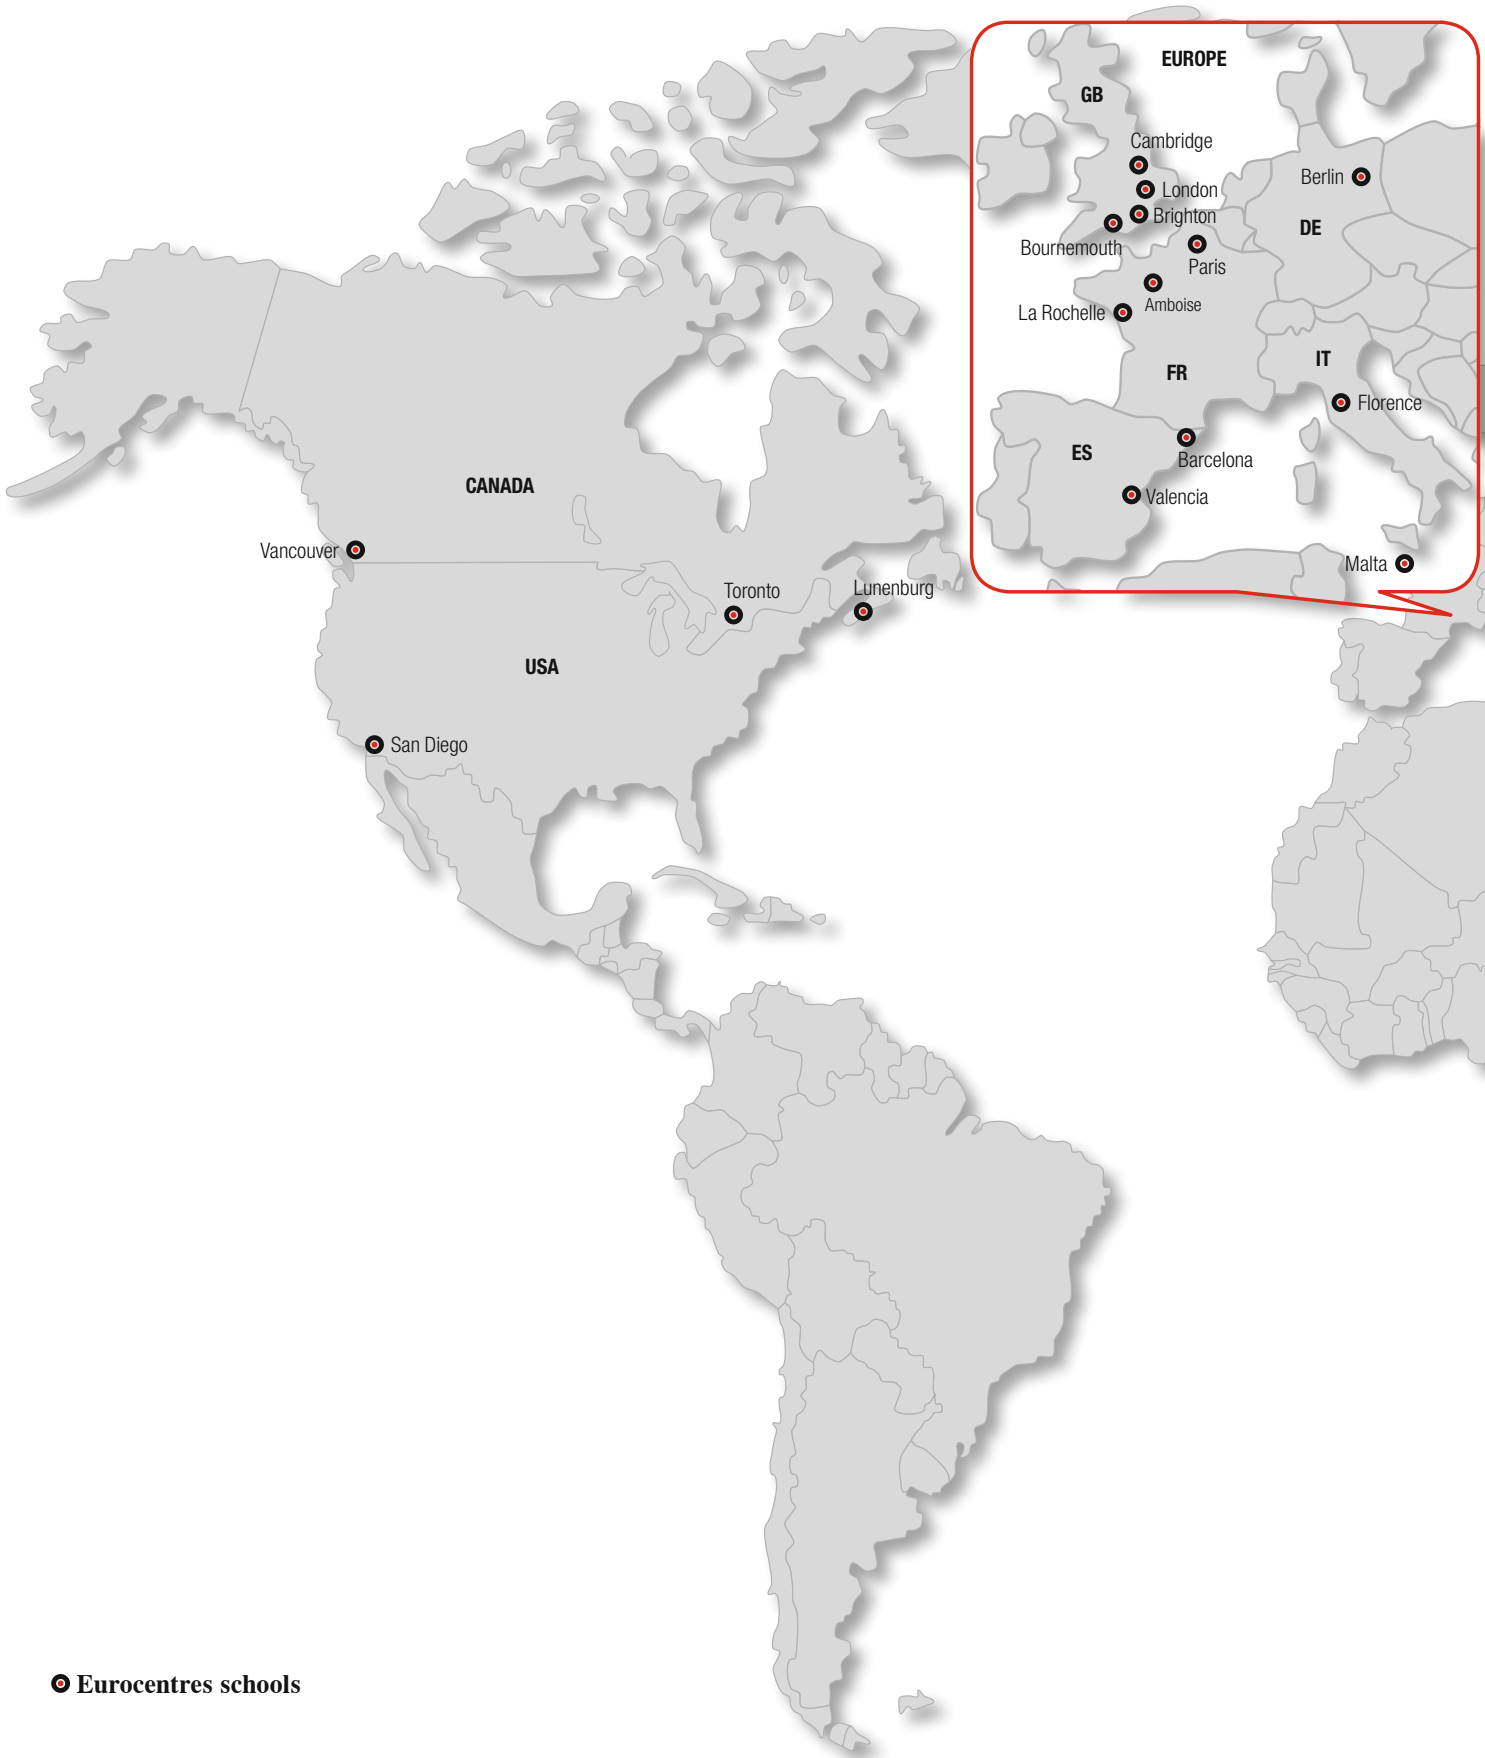 EUROPE
GB
Cambridge
London
Brighton
Bournemouth
Berlin
DE
Paris
Amboise
La Rochelle
FR
IT
Florence
ES
Barcelona
Valencia
Malta
CANADA
Vancouver
Toronto
Lunenburg
USA
San Diego
Eurocentres schools